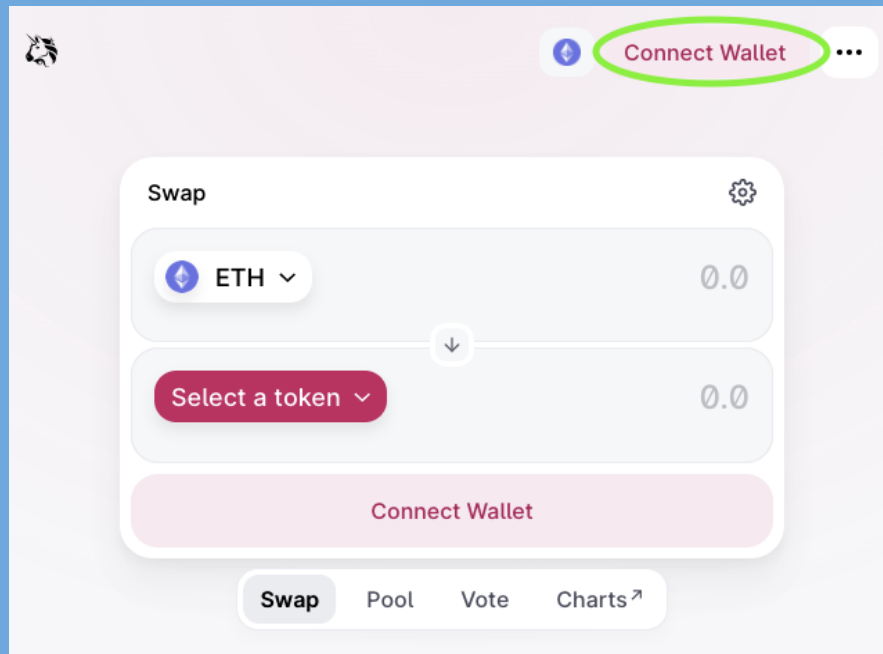 Connect Wallet
Swap
ETH
0.0
Select a token
0.0
Connect Wallet
Swap Pool Vote Charts↗